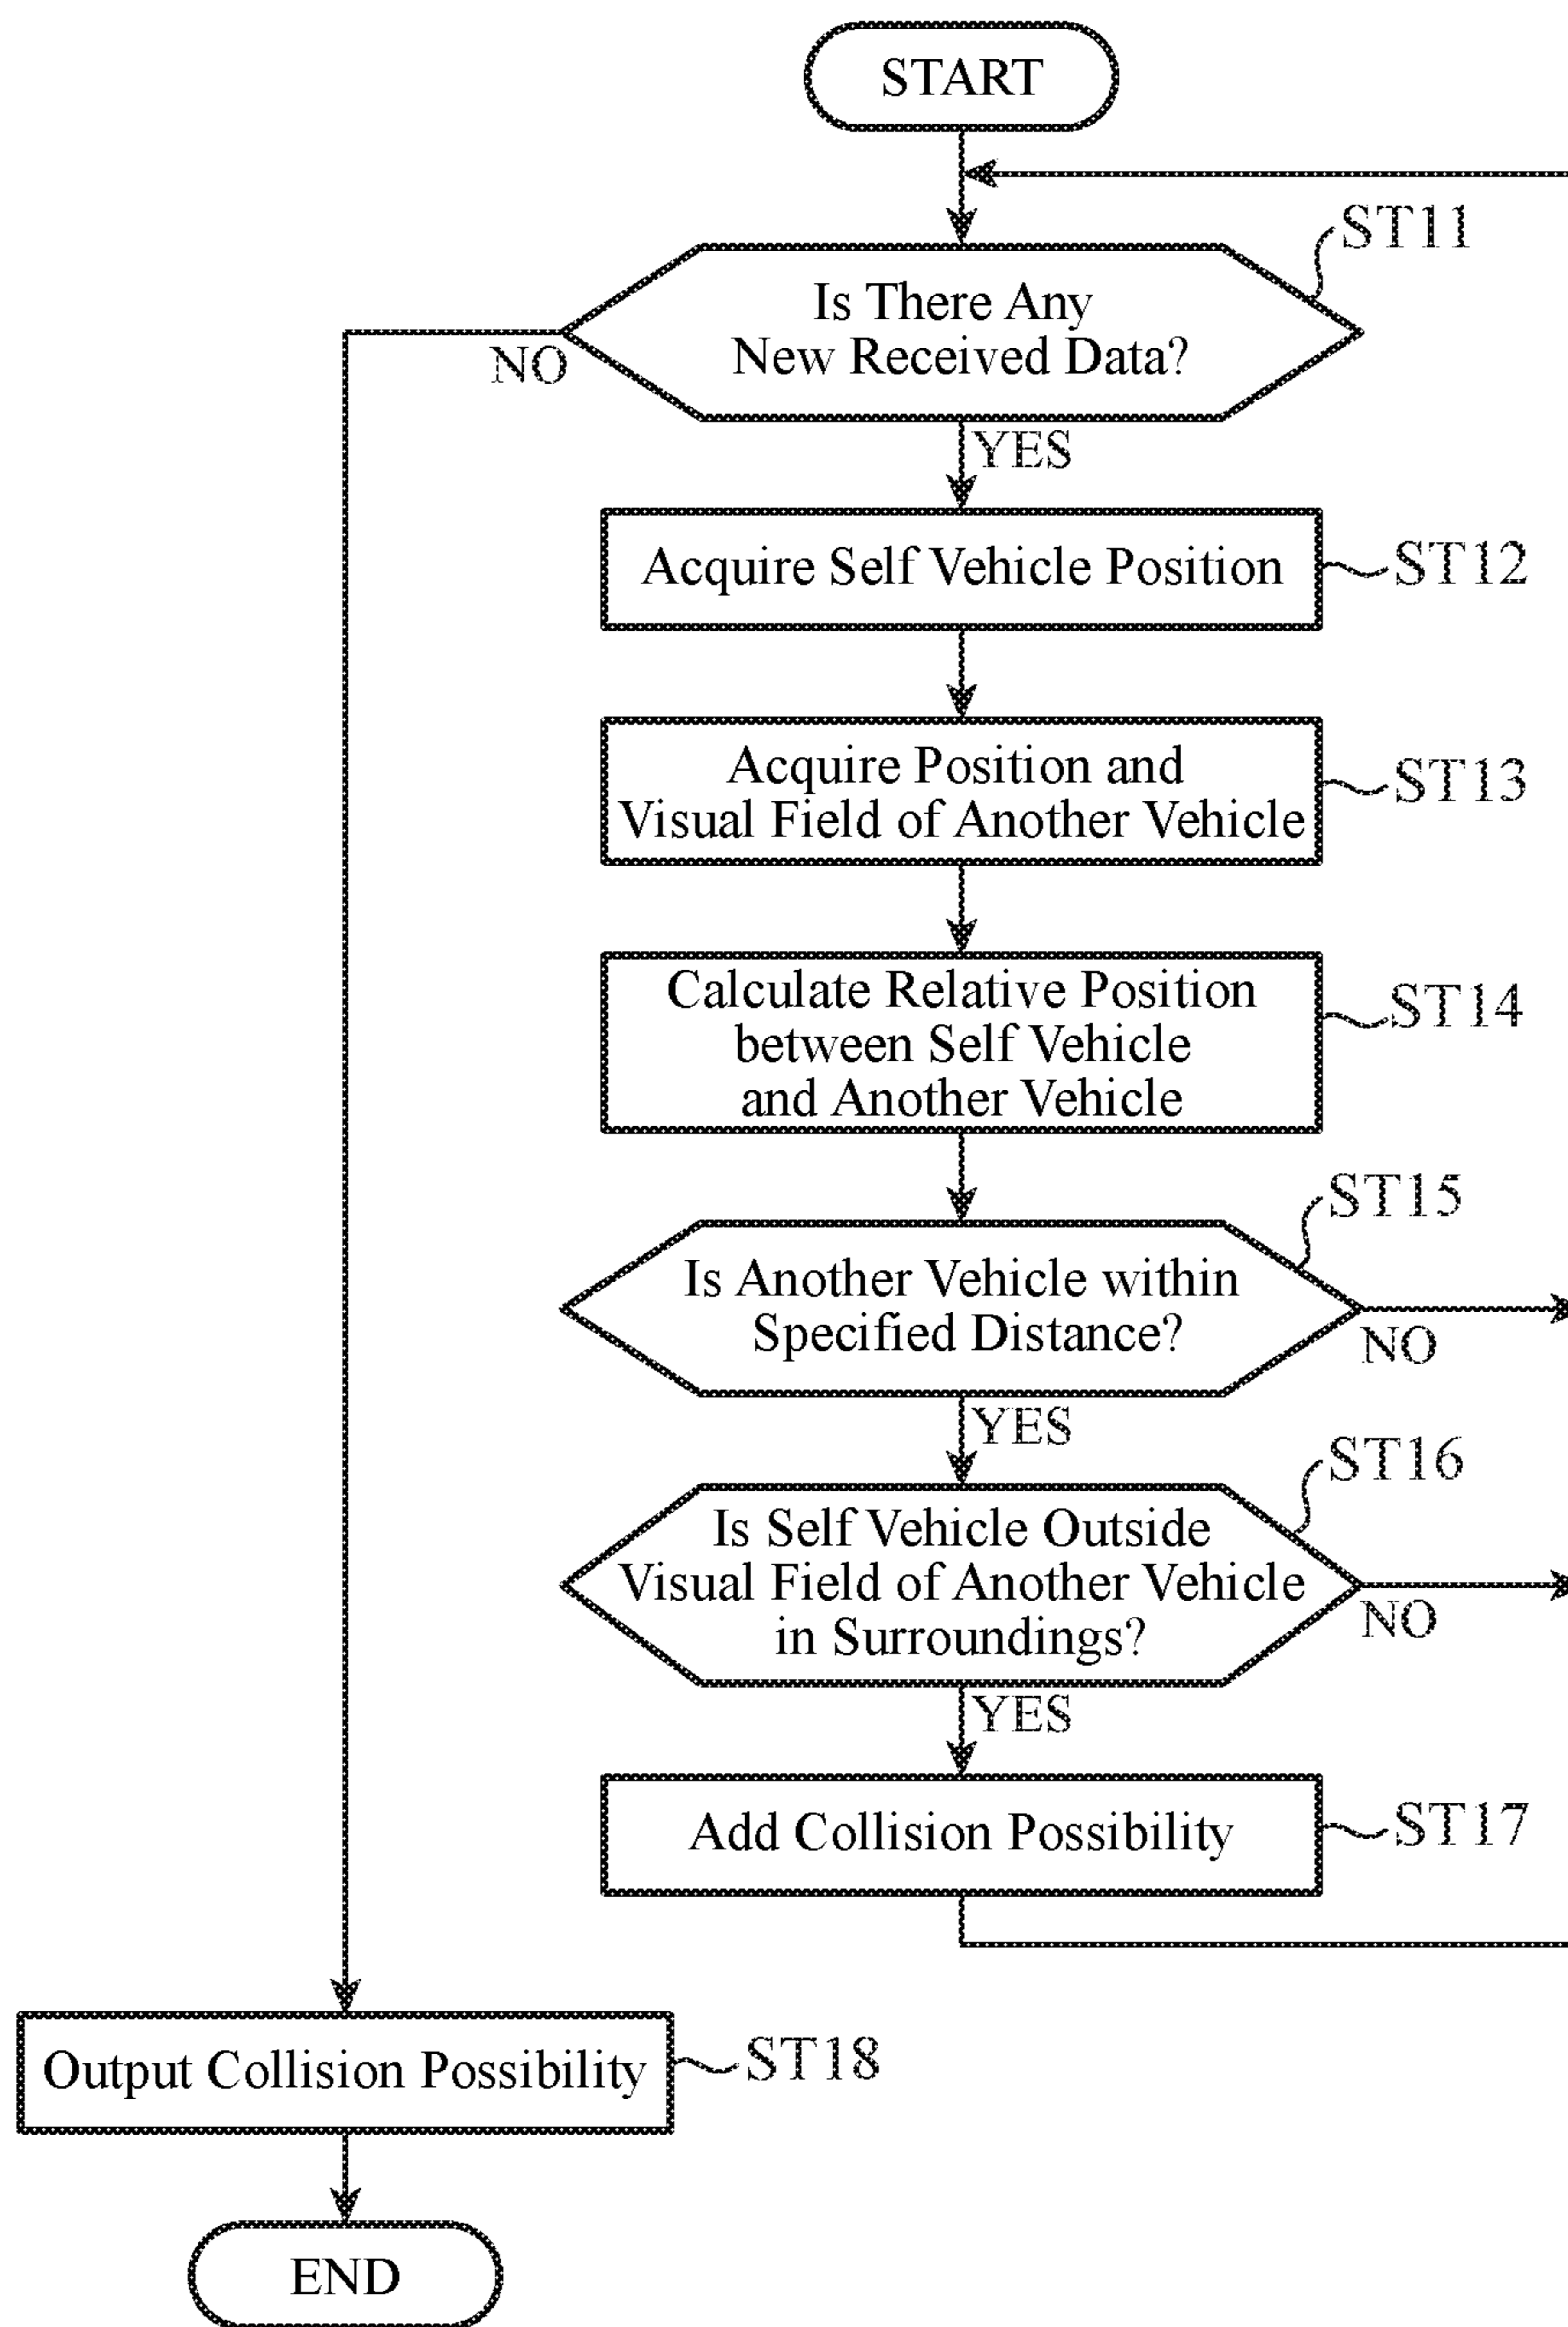 START
ST11
Is There Any
New Received Data?
NO
YES
Acquire Self Vehicle Position
ST12
Acquire Position and
Visual Field of Another Vehicle
ST13
Calculate Relative Position
between Self Vehicle
and Another Vehicle
ST14
ST15
Is Another Vehicle within
Specified Distance?
NO
YES
ST16
Is Self Vehicle Outside
Visual Field of Another Vehicle
in Surroundings?
NO
YES
Add Collision Possibility
ST17
Output Collision Possibility
ST18
END